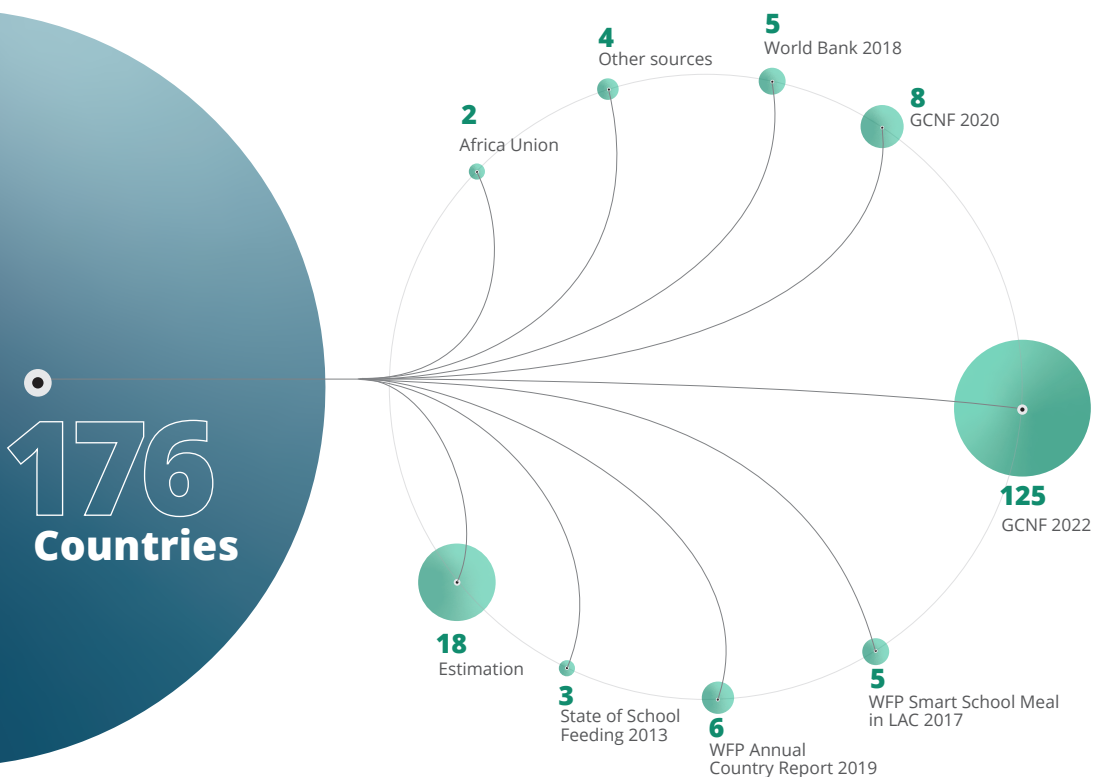 176
Countries
2
Africa Union
4
Other sources
5
World Bank 2018
8
GCNF 2020
125
GCNF 2022
5
WFP Smart School Meal
in LAC 2017
6
WFP Annual
Country Report 2019
3
State of School
Feeding 2013
18
Estimation